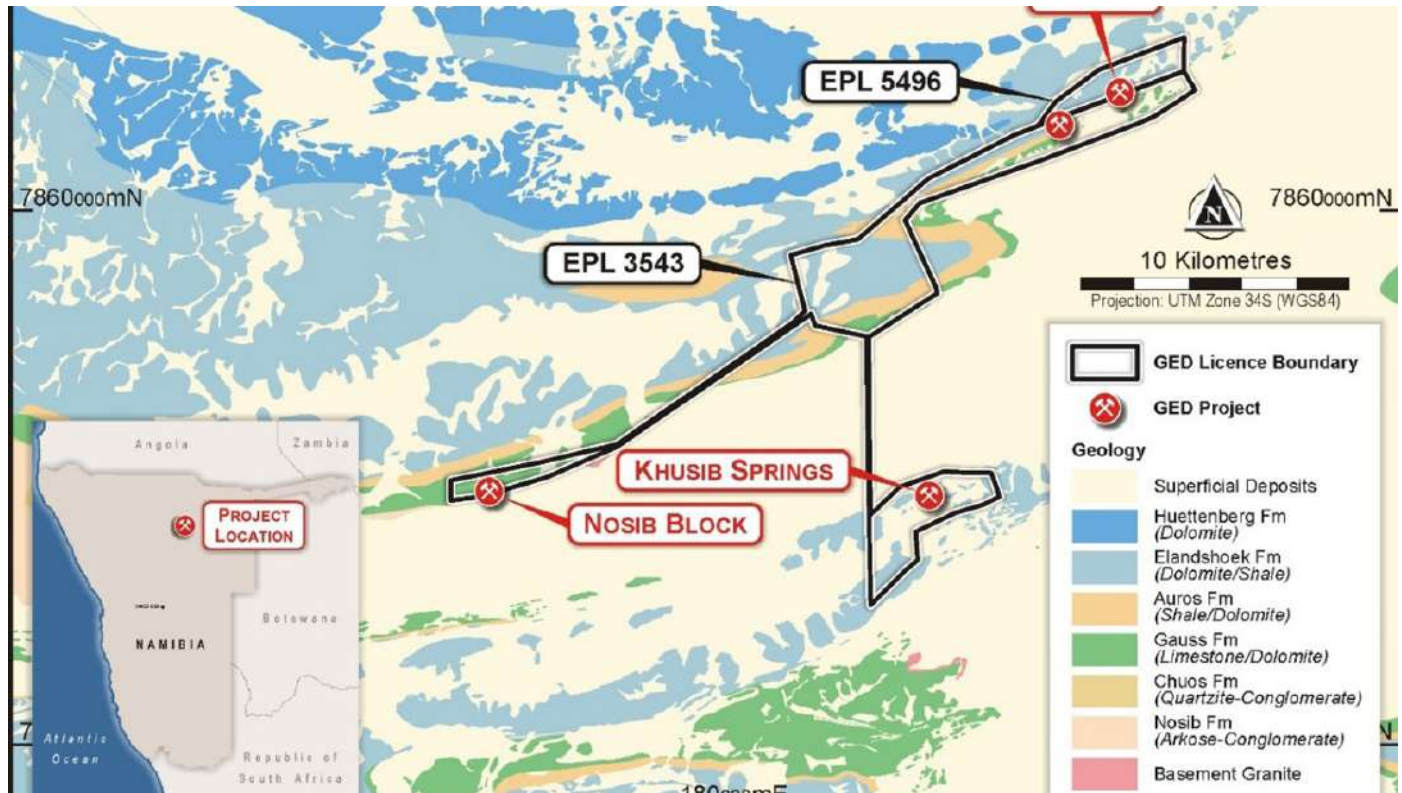 EPL 5496
7860000mN
7860000mN
N
10 Kilometres
Projection: UTM Zone 34S (WGS84)
EPL 3543
GED Licence Boundary
GED Project
Geology
Superficial Deposits
Huettenberg Fm
(Dolomite)
Elandshoek Fm
(Dolomite/Shale)
Auros Fm
(Shale/Dolomite)
Gauss Fm
(Limestone/Dolomite)
Chuos Fm
(Quartzite-Conglomerate)
Nosib Fm
(Arkose-Conglomerate)
Basement Granite
KHUSIB SPRINGS
NOSIB BLOCK
Angola
Zambia
PROJECT
LOCATION
NAMIBIA
Botswana
Atlantic
Ocean
Republic of
South Africa
7
N
180000mE